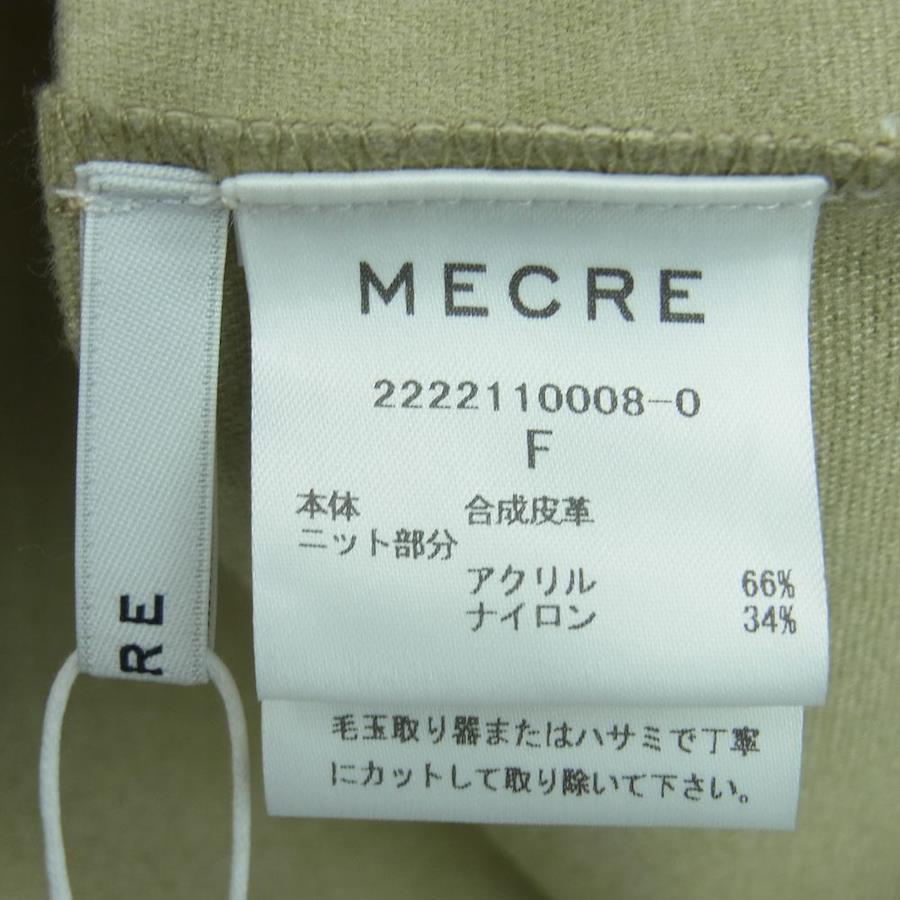 MECRE
2222110008-0
F
本体 合成皮革
ニット部分
アクリル 66%
ナイロン 34%
毛玉取り器またはハサミで丁寧
にカットして取り除いて下さい。
RE